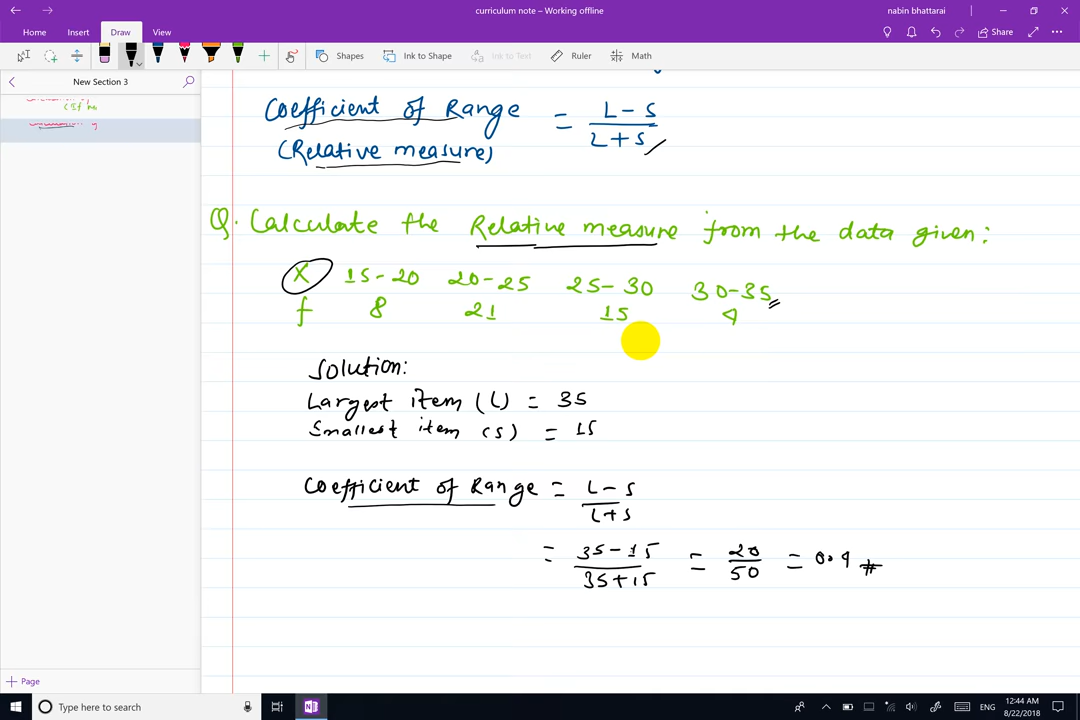 curriculum note – Working offline
nabin bhattarai
Home Insert Draw View
Share
Shapes Ink to Shape Ink to Text Ruler Math
New Section 3
Coefficient of Range = L-S / L+S
(Relative measure)
Q. Calculate the Relative measure from the data given:
X 15-20 20-25 25-30 30-35
f 8 21 15 4
Solution:
Largest item (L) = 35
Smallest item (S) = 15
Coefficient of Range = L-S / L+S
= 35-15 / 35+15 = 20 / 50 = 0.4 #
Page
Type here to search
ENG
12:44 AM
8/22/2018